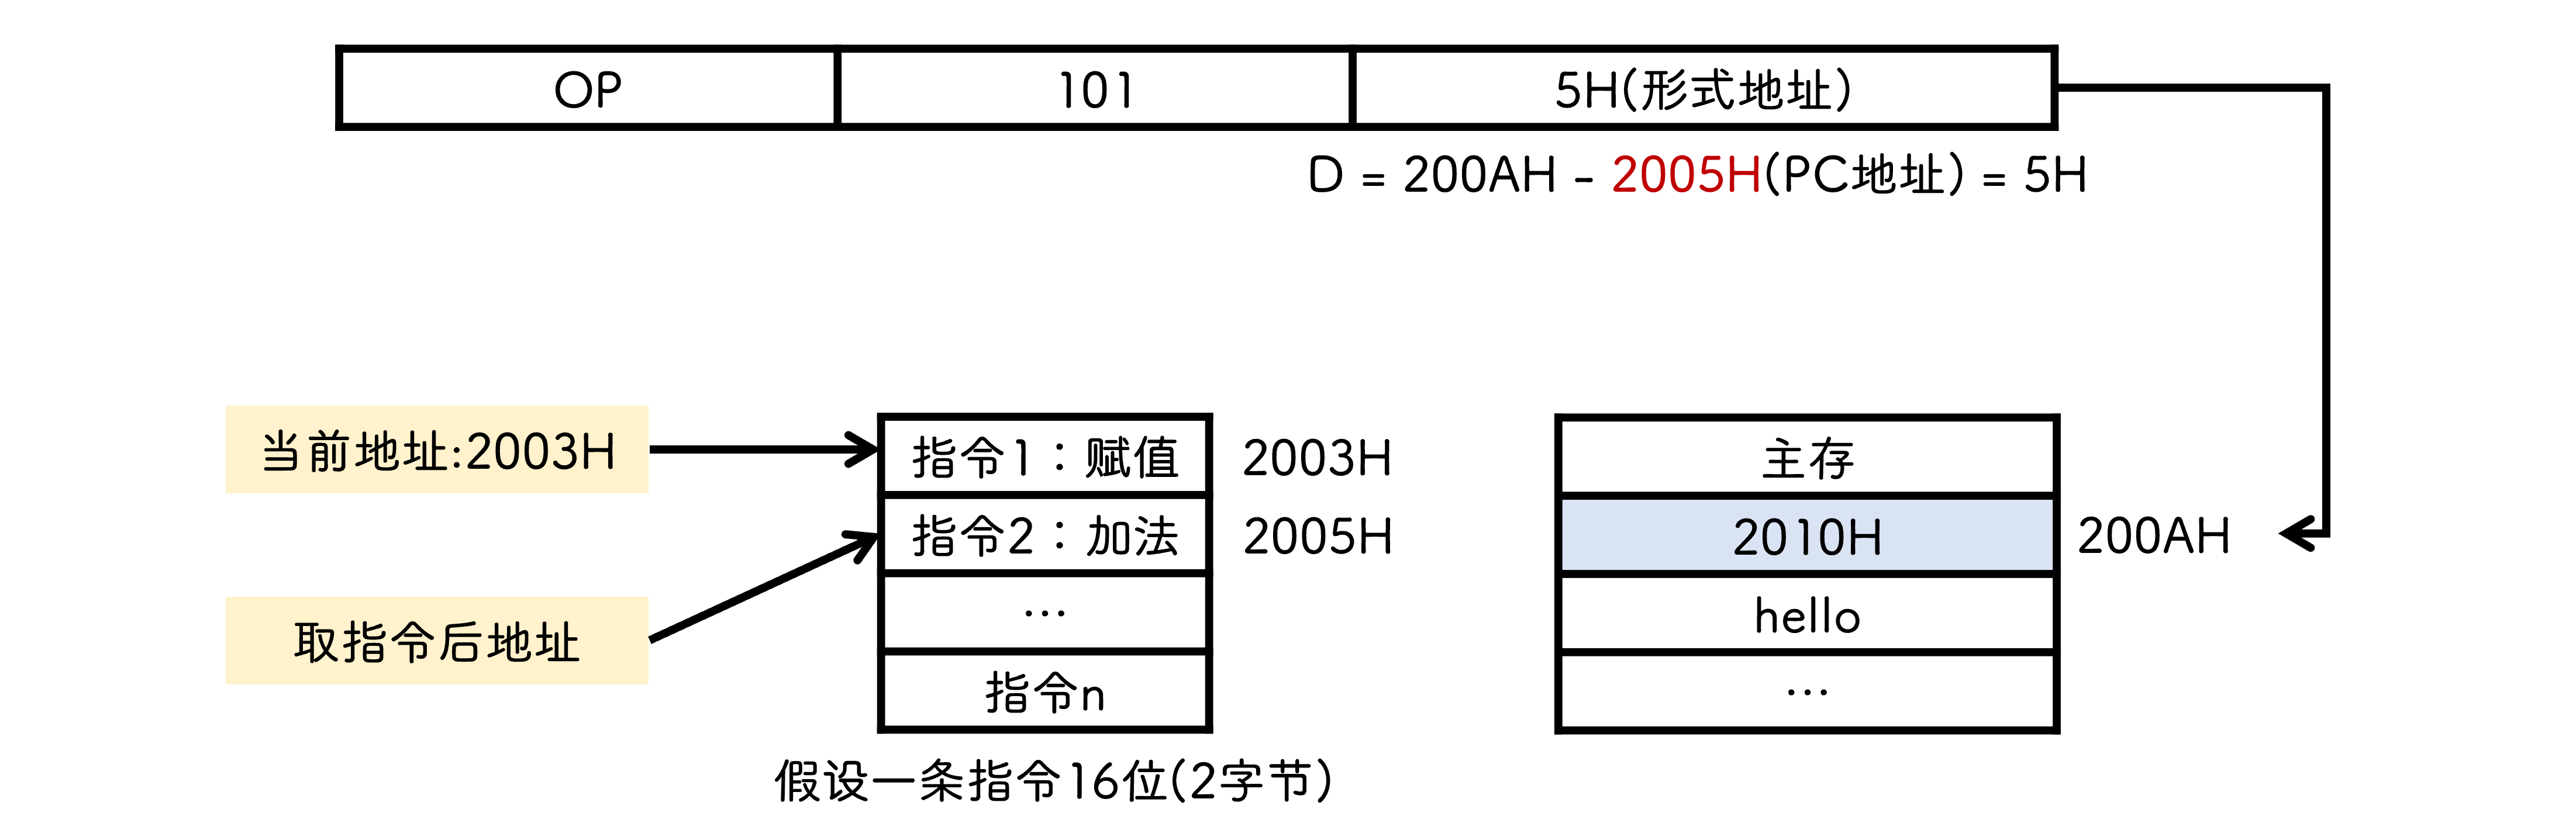 OP 101 5H(形式地址)
D = 200AH - 2005H(PC地址) = 5H
当前地址:2003H
取指令后地址
指令1：赋值 2003H
指令2：加法 2005H
...
指令n
假设一条指令16位(2字节)
主存
2010H 200AH
hello
...